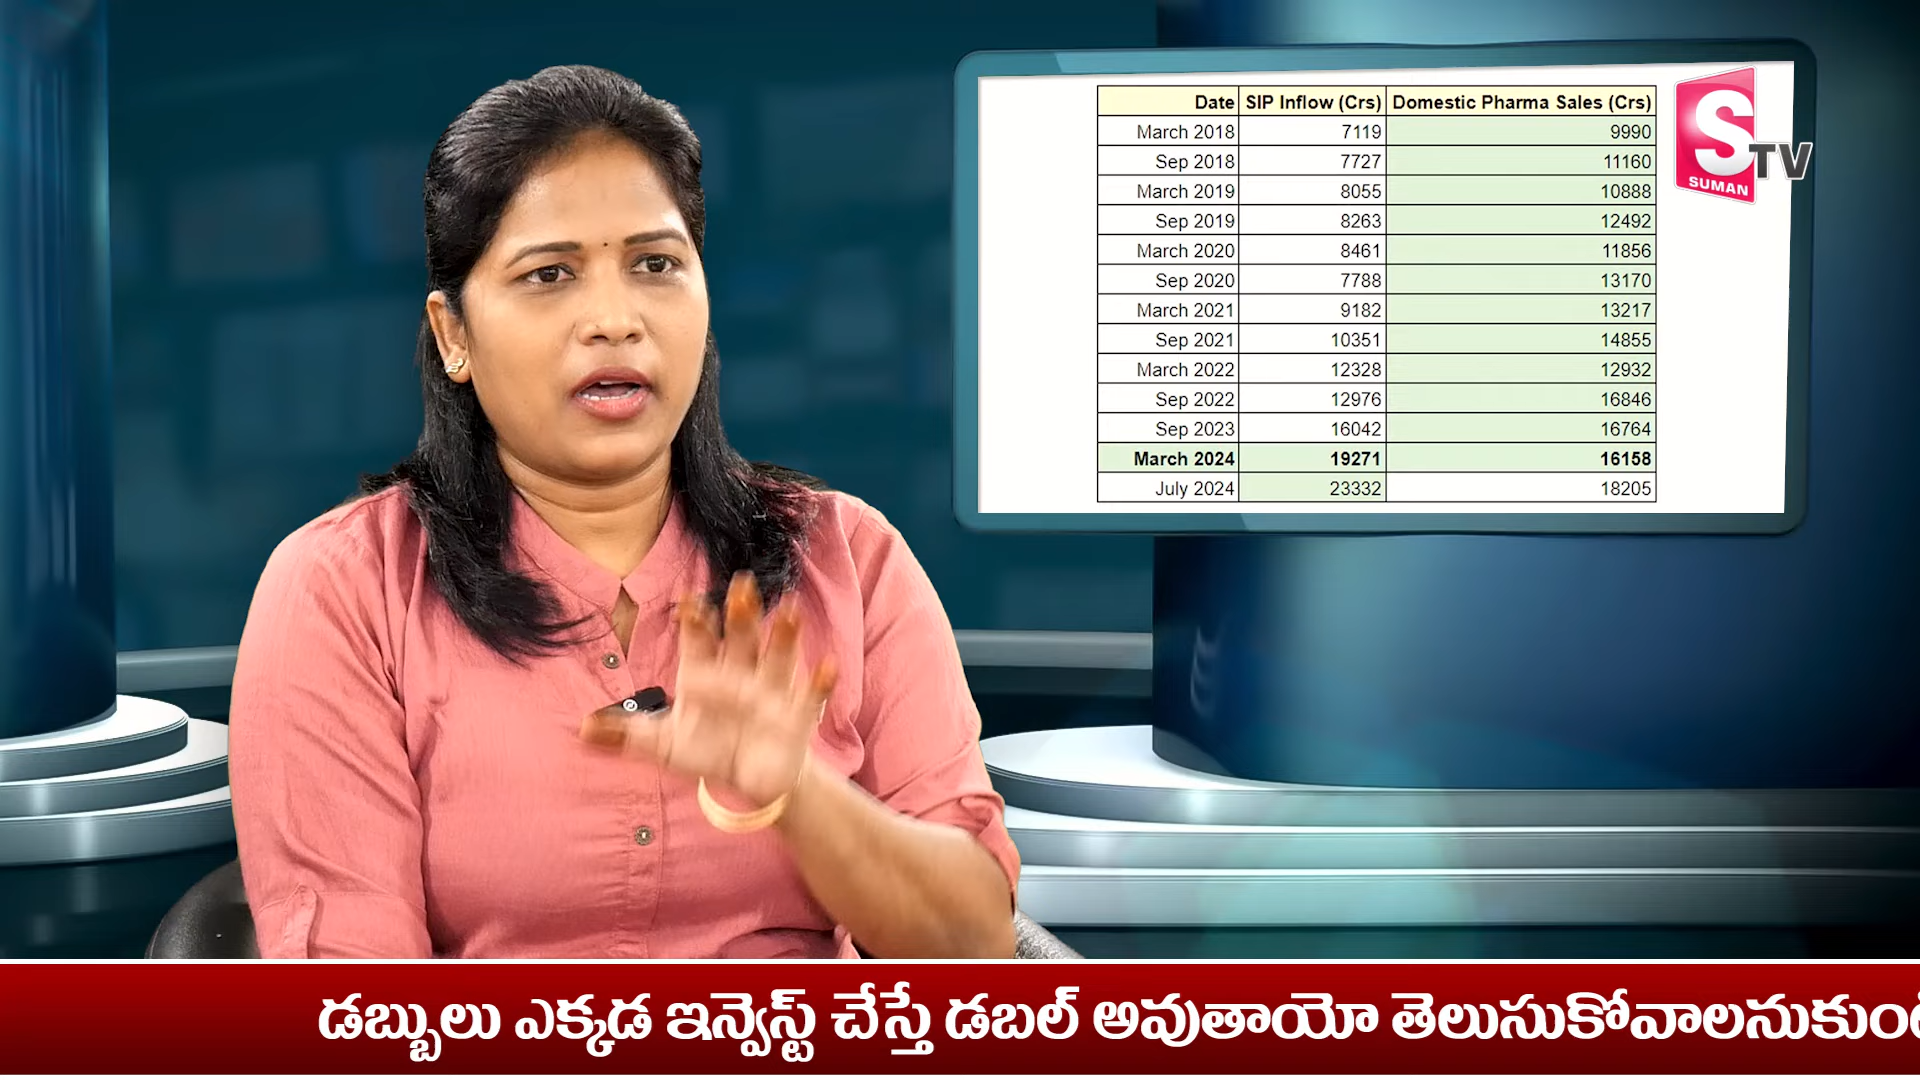 Date SIP Inflow (Crs) Domestic Pharma Sales (Crs)
March 2018 7119 9990
Sep 2018 7727 11160
March 2019 8055 10888
Sep 2019 8263 12492
March 2020 8461 11856
Sep 2020 7788 13170
March 2021 9182 13217
Sep 2021 10351 14855
March 2022 12328 12932
Sep 2022 12976 16846
Sep 2023 16042 16764
March 2024 19271 16158
July 2024 23332 18205
S TV
SUMAN
డబ్బులు ఎక్కడ ఇన్వెస్ట్ చేస్తే డబల్ అవుతాయో